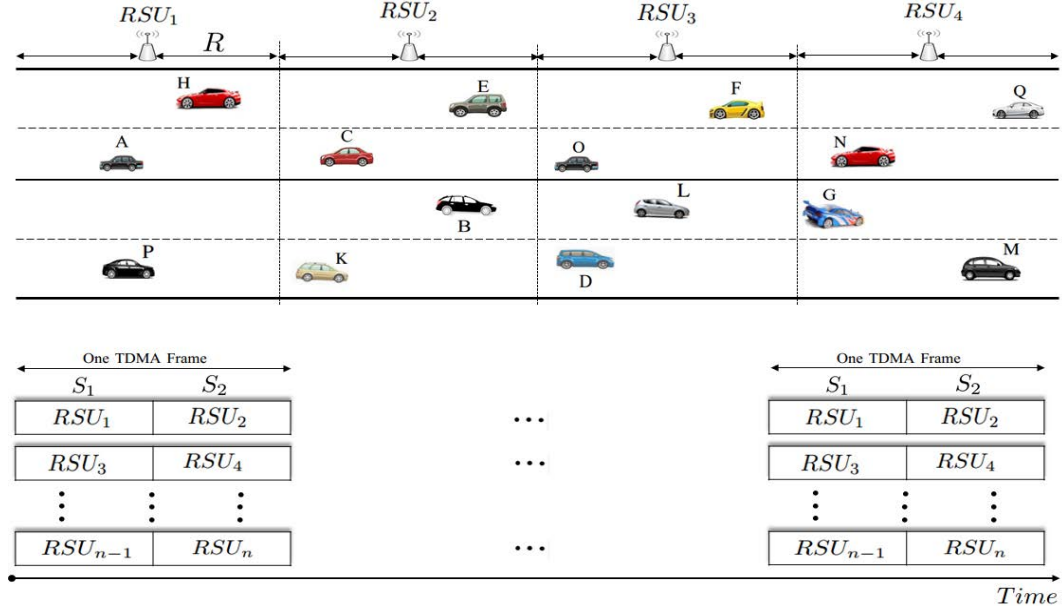 RSU₁ RSU₂ RSU₃ RSU₄
R
H E F Q
A C O N
B L G
P K D M
One TDMA Frame One TDMA Frame
S₁ S₂ S₁ S₂
RSU₁ RSU₂ ... RSU₁ RSU₂
RSU₃ RSU₄ ... RSU₃ RSU₄
RSUₙ₋₁ RSUₙ ... RSUₙ₋₁ RSUₙ
Time